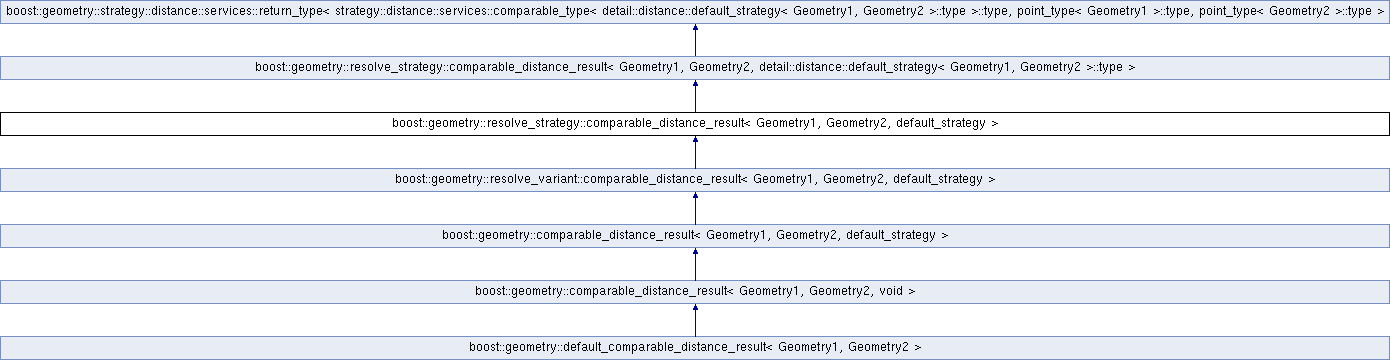 boost::geometry::strategy::distance::services::return_type< strategy::distance::services::comparable_type< detail::distance::default_strategy< Geometry1, Geometry2 >::type >::type, point_type< Geometry1 >::type, point_type< Geometry2 >::type >
boost::geometry::resolve_strategy::comparable_distance_result< Geometry1, Geometry2, detail::distance::default_strategy< Geometry1, Geometry2 >::type >
boost::geometry::resolve_strategy::comparable_distance_result< Geometry1, Geometry2, default_strategy >
boost::geometry::resolve_variant::comparable_distance_result< Geometry1, Geometry2, default_strategy >
boost::geometry::comparable_distance_result< Geometry1, Geometry2, default_strategy >
boost::geometry::comparable_distance_result< Geometry1, Geometry2, void >
boost::geometry::default_comparable_distance_result< Geometry1, Geometry2 >